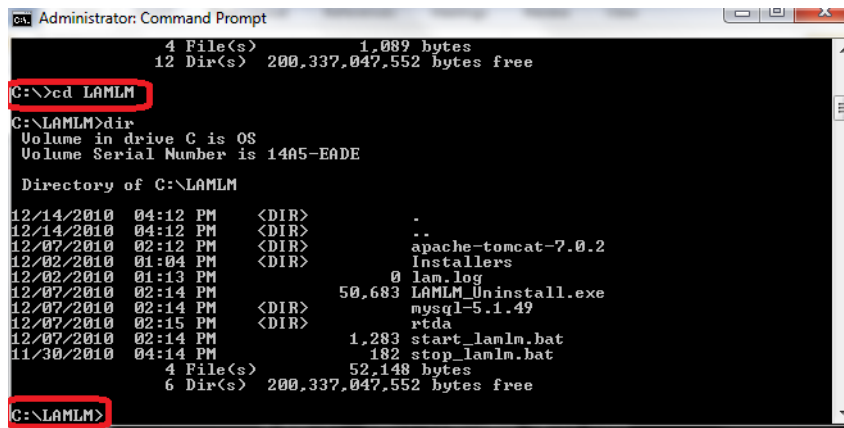 Administrator: Command Prompt
4 File(s) 1,089 bytes
12 Dir(s) 200,337,047,552 bytes free
C:\>cd LAMLM
C:\LAMLM>dir
Volume in drive C is OS
Volume Serial Number is 14A5-EADE
Directory of C:\LAMLM
12/14/2010 04:12 PM <DIR> .
12/14/2010 04:12 PM <DIR> ..
12/07/2010 02:12 PM <DIR> apache-tomcat-7.0.2
12/02/2010 01:04 PM <DIR> Installers
12/02/2010 01:13 PM 0 lam.log
12/07/2010 02:14 PM 50,683 LAMLM_Uninstall.exe
12/07/2010 02:14 PM <DIR> mysql-5.1.49
12/07/2010 02:15 PM <DIR> rtda
12/07/2010 02:14 PM 1,283 start_lamlm.bat
11/30/2010 04:14 PM 182 stop_lamlm.bat
4 File(s) 52,148 bytes
6 Dir(s) 200,337,047,552 bytes free
C:\LAMLM>